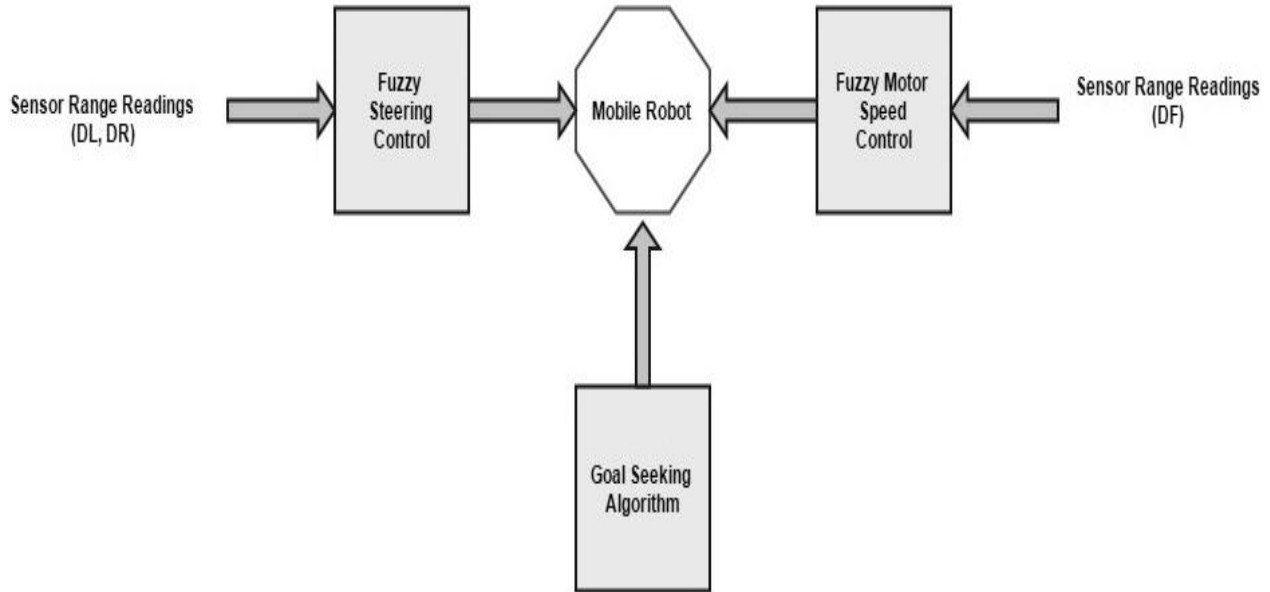 Sensor Range Readings
(DL, DR)
Fuzzy
Steering
Control
Mobile Robot
Fuzzy Motor
Speed
Control
Sensor Range Readings
(DF)
Goal Seeking
Algorithm